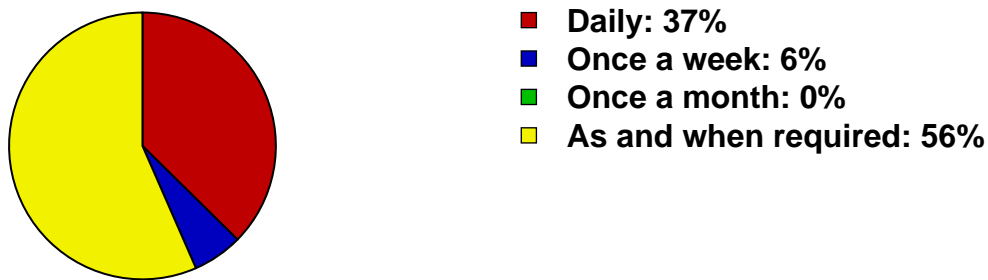 Daily: 37%
Once a week: 6%
Once a month: 0%
As and when required: 56%